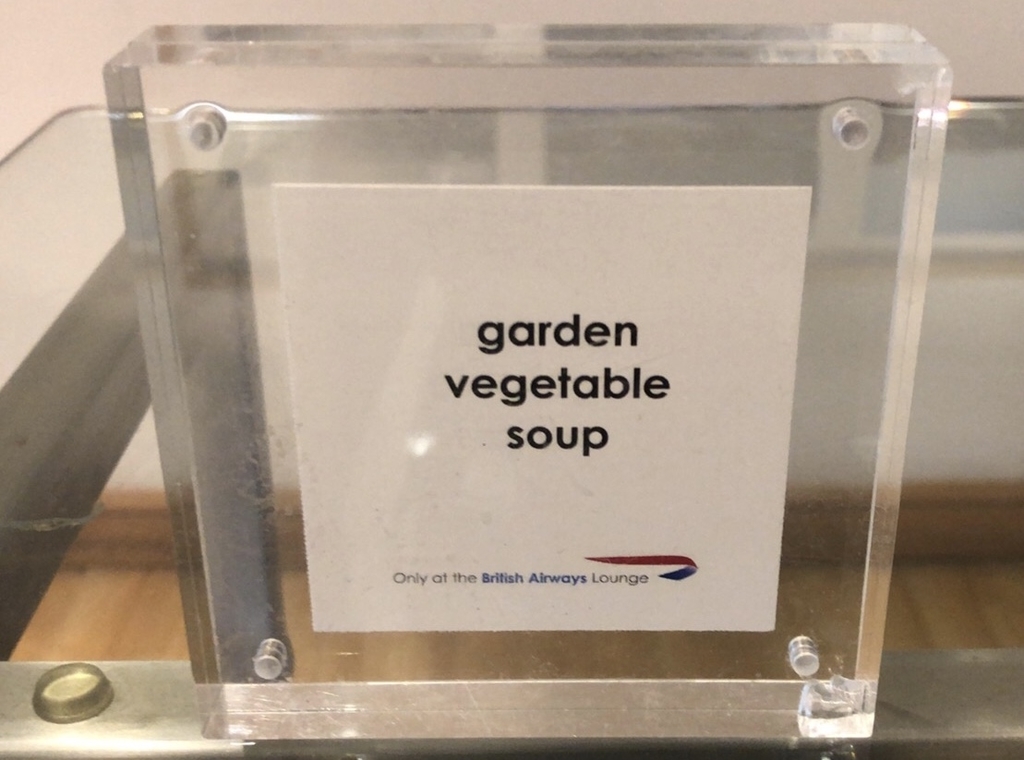 garden
vegetable
soup
Only at the British Airways Lounge